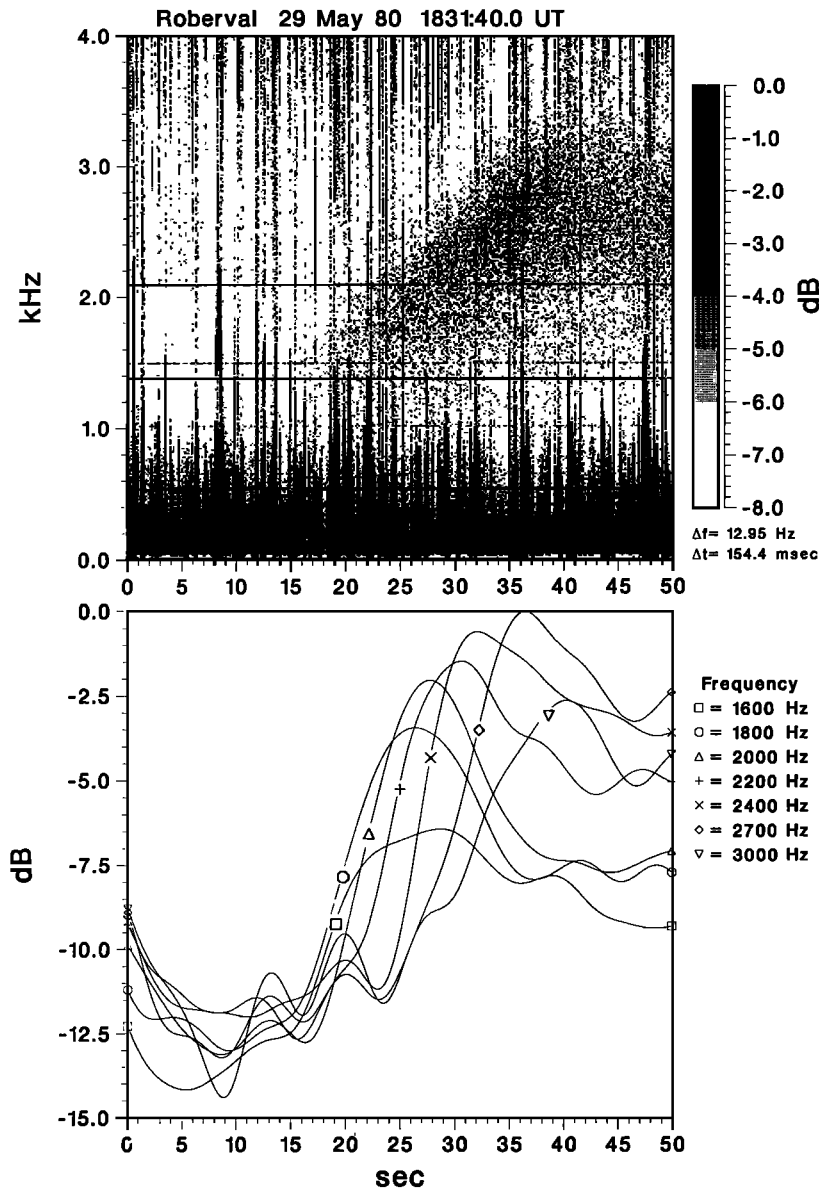 Roberval 29 May 80 1831:40.0 UT
4.0
3.0
2.0
1.0
0.0
kHz
0 5 10 15 20 25 30 35 40 45 50
0.0
-1.0
-2.0
-3.0
-4.0
-5.0
-6.0
-7.0
-8.0
dB
Δf= 12.95 Hz
Δt= 154.4 msec
0.0
-2.5
-5.0
-7.5
-10.0
-12.5
-15.0
dB
0 5 10 15 20 25 30 35 40 45 50
sec
Frequency
□ = 1600 Hz
○ = 1800 Hz
△ = 2000 Hz
+ = 2200 Hz
× = 2400 Hz
◇ = 2700 Hz
▽ = 3000 Hz